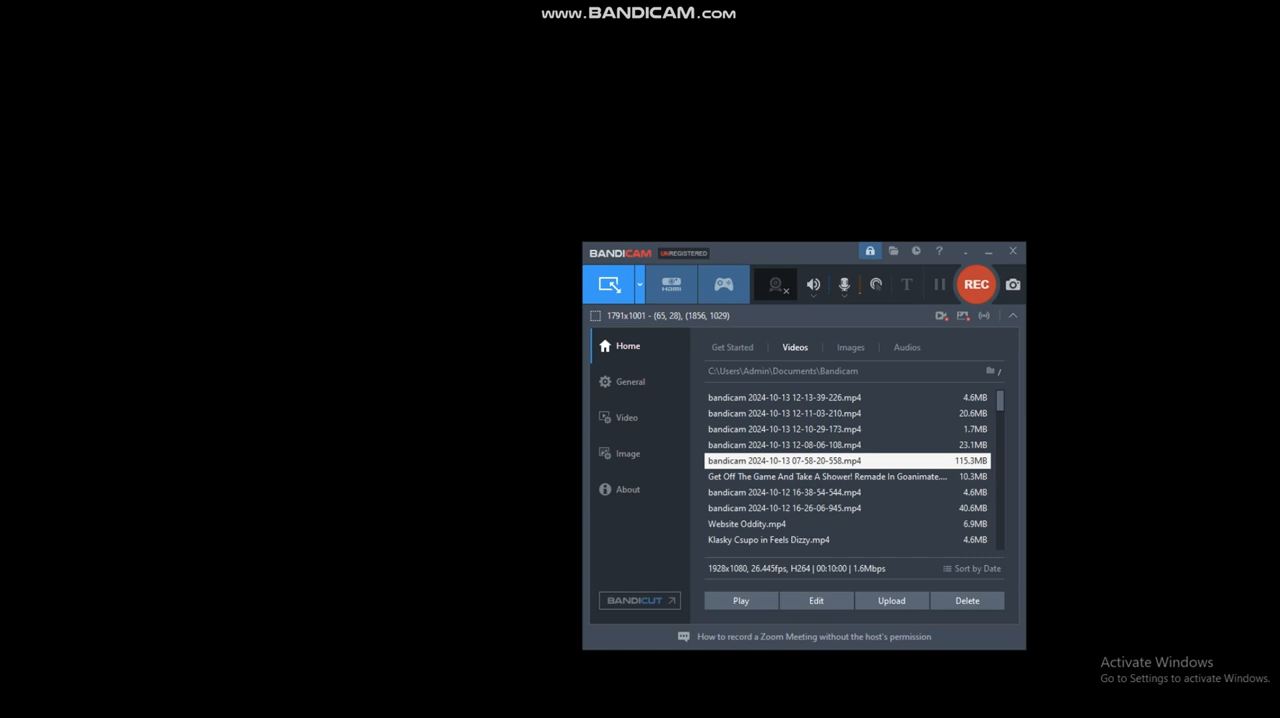 www.BANDICAM.com
BANDICAM UNREGISTERED
?
HDMI
T
REC
1791x1001 - (65, 28), (1856, 1029)
Home
General
Video
Image
About
BANDICUT
Get Started
Videos
Images
Audios
C:\Users\Admin\Documents\Bandicam
bandicam 2024-10-13 12-13-39-226.mp4 4.6MB
bandicam 2024-10-13 12-11-03-210.mp4 20.6MB
bandicam 2024-10-13 12-10-29-173.mp4 1.7MB
bandicam 2024-10-13 12-08-06-108.mp4 23.1MB
bandicam 2024-10-13 07-58-20-558.mp4 115.3MB
Get Off The Game And Take A Shower! Remade In Goanimate.... 10.3MB
bandicam 2024-10-12 16-38-54-544.mp4 4.6MB
bandicam 2024-10-12 16-26-06-945.mp4 40.6MB
Website Oddity.mp4 6.9MB
Klasky Csupo in Feels Dizzy.mp4 4.6MB
1928x1080, 26.445fps, H264 | 00:10:00 | 1.6Mbps
Sort by Date
Play
Edit
Upload
Delete
How to record a Zoom Meeting without the host's permission
Activate Windows
Go to Settings to activate Windows.